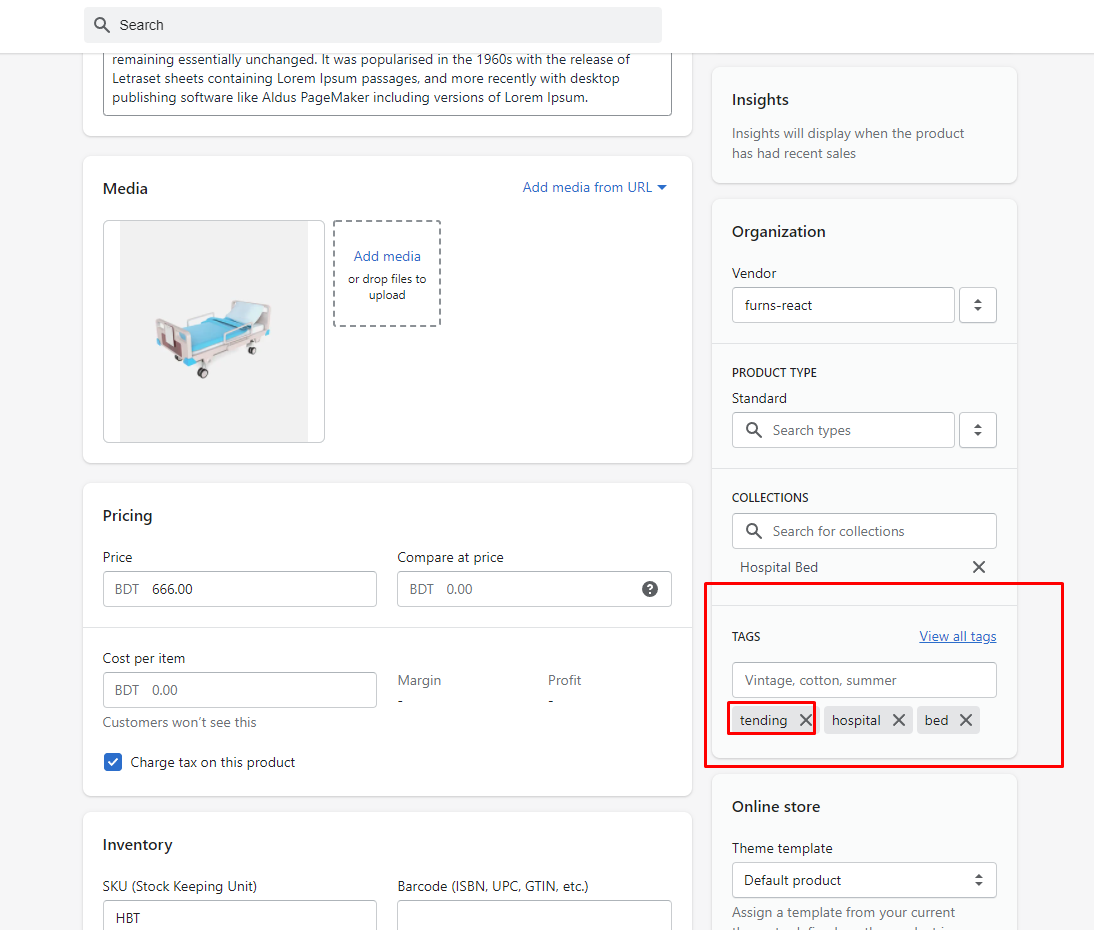 Search
remaining essentially unchanged. It was popularised in the 1960s with the release of
Letraset sheets containing Lorem Ipsum passages, and more recently with desktop
publishing software like Aldus PageMaker including versions of Lorem Ipsum.
Media
Add media from URL
Add media
or drop files to
upload
Pricing
Price
Compare at price
BDT 666.00
BDT 0.00
Cost per item
BDT 0.00
Margin
-
Profit
-
Customers won't see this
Charge tax on this product
Inventory
SKU (Stock Keeping Unit)
Barcode (ISBN, UPC, GTIN, etc.)
HBT
Insights
Insights will display when the product
has had recent sales
Organization
Vendor
furns-react
PRODUCT TYPE
Standard
Search types
COLLECTIONS
Search for collections
Hospital Bed
TAGS
View all tags
Vintage, cotton, summer
tending
hospital
bed
Online store
Theme template
Default product
Assign a template from your current